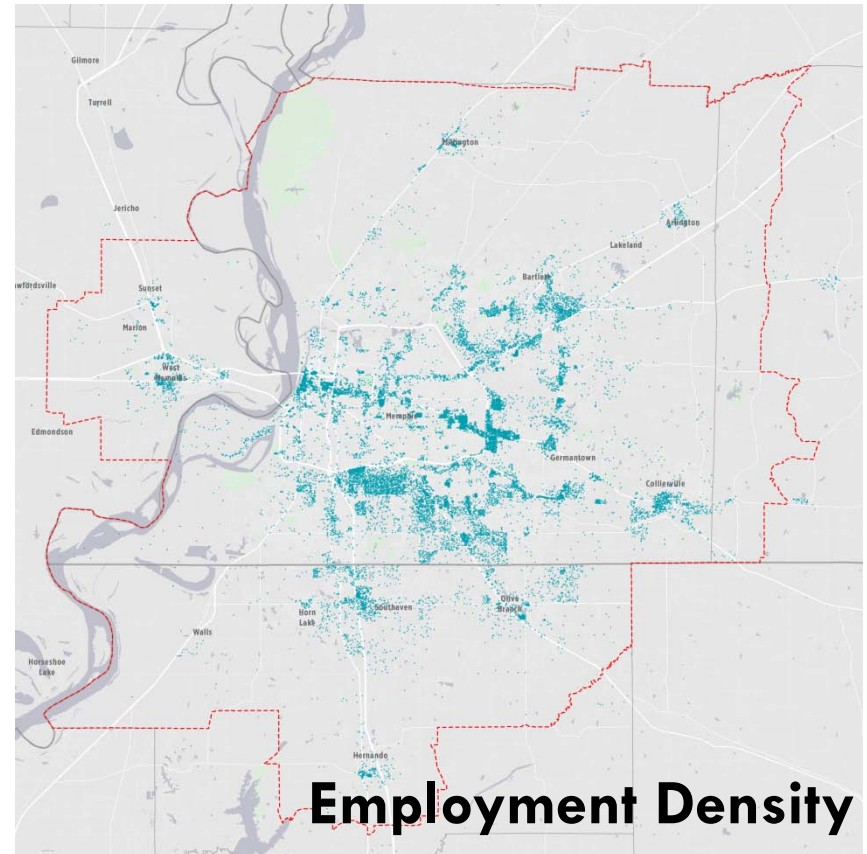 Gilmore
Turrell
Millington
Jericho
Arlington
Lakeland
Bartlett
wfordsville
Sunset
Marion
West
Memphis
Memphis
Edmondson
Germantown
Collierville
Olive
Branch
Horn
Lake
Southaven
Walls
Horseshoe
Lake
Hernando
Employment Density